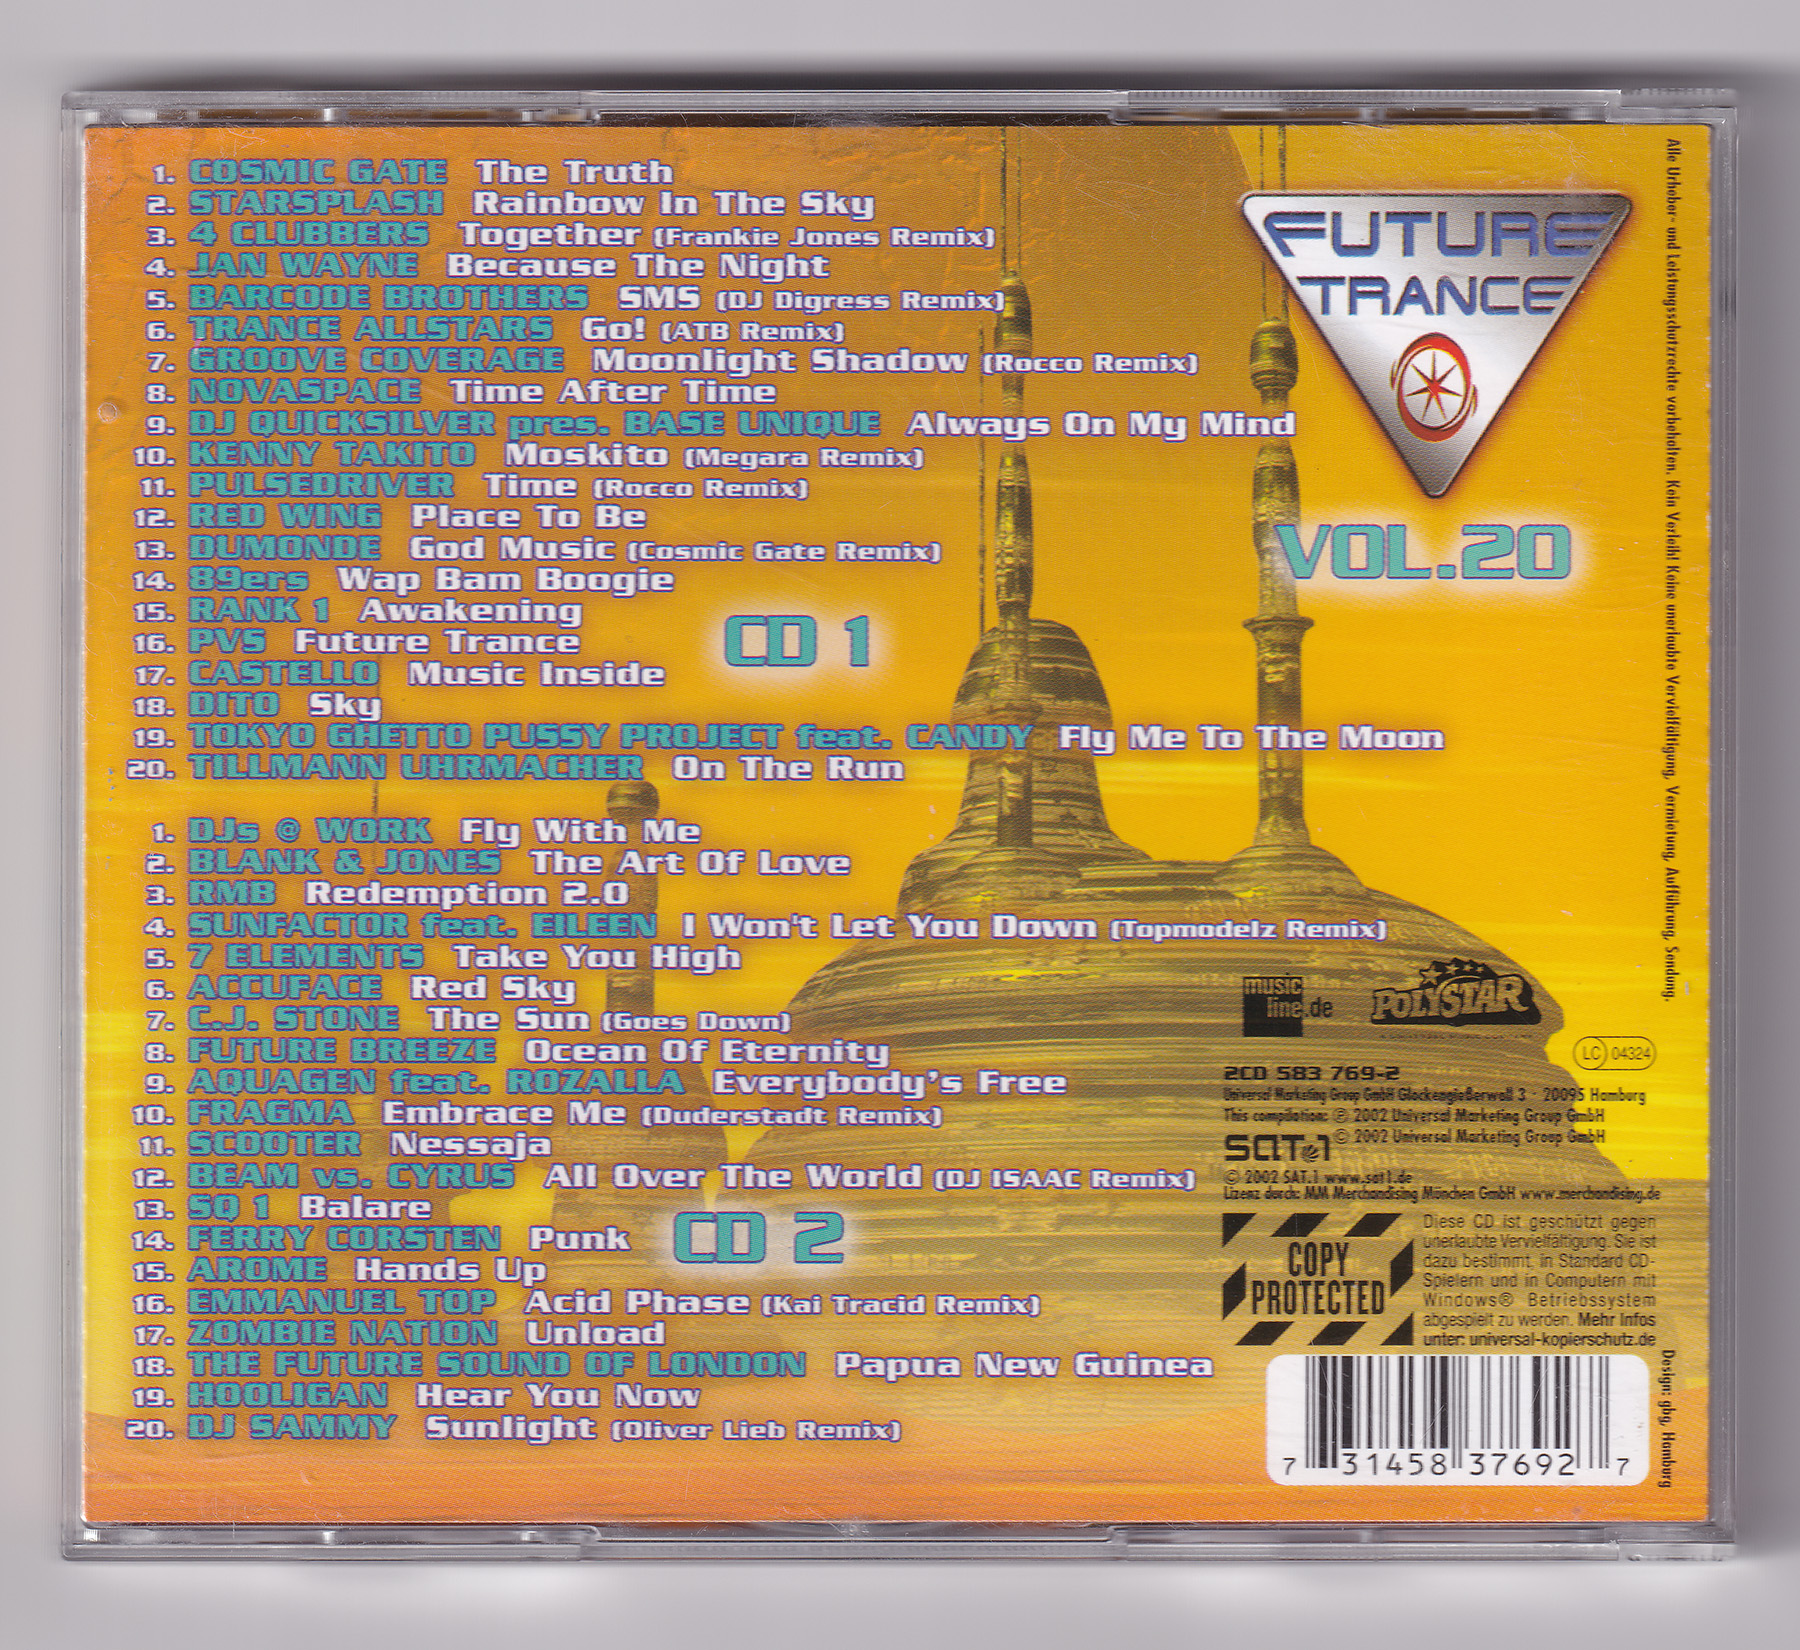 1. COSMIC GATE The Truth
2. STARSPLASH Rainbow In The Sky
3. 4 CLUBBERS Together (Frankie Jones Remix)
4. JAN WAYNE Because The Night
5. BARCODE BROTHERS SMS (DJ Digress Remix)
6. TRANCE ALLSTARS Go! (ATB Remix)
7. GROOVE COVERAGE Moonlight Shadow (Rocco Remix)
8. NOVASPACE Time After Time
9. DJ QUICKSILVER pres. BASE UNIQUE Always On My Mind
10. KENNY TAKITO Moskito (Megara Remix)
11. PULSEDRIVER Time (Rocco Remix)
12. RED WING Place To Be
13. DUMONDE God Music (Cosmic Gate Remix)
14. 89ers Wap Bam Boogie
15. RANK 1 Awakening
16. PVS Future Trance
17. CASTELLO Music Inside
18. DITO Sky
19. TOKYO GHETTO PUSSY PROJECT feat. CANDY Fly Me To The Moon
20. TILLMANN UHRMACHER On The Run
CD 1
1. DJs @ WORK Fly With Me
2. BLANK & JONES The Art Of Love
3. RMB Redemption 2.0
4. SUNFACTOR feat. EILEEN I Won't Let You Down (Topmodelz Remix)
5. 7 ELEMENTS Take You High
6. ACCUFACE Red Sky
7. C.J. STONE The Sun (Goes Down)
8. FUTURE BREEZE Ocean Of Eternity
9. AQUAGEN feat. ROZALLA Everybody's Free
10. FRAGMA Embrace Me (Duderstadt Remix)
11. SCOOTER Nessaja
12. BEAM vs. CYRUS All Over The World (DJ ISAAC Remix)
13. SQ 1 Balare
14. FERRY CORSTEN Punk
15. AROME Hands Up
16. EMMANUEL TOP Acid Phase (Kai Tracid Remix)
17. ZOMBIE NATION Unload
18. THE FUTURE SOUND OF LONDON Papua New Guinea
19. HOOLIGAN Hear You Now
20. DJ SAMMY Sunlight (Oliver Lieb Remix)
CD 2
FUTURE
TRANCE
VOL.20
music
line.de
POLYSTAR
LC 04324
2CD 583 769-2
Universal Marketing Group GmbH Glockengießerwall 3 · 20095 Hamburg
This compilation: ℗ 2002 Universal Marketing Group GmbH
© 2002 Universal Marketing Group GmbH
SAT.1
© 2002 SAT.1 www.sat1.de
Lizenz durch: MM Merchandising München GmbH www.merchandising.de
COPY
PROTECTED
Diese CD ist geschützt gegen
unerlaubte Vervielfältigung. Sie ist
dazu bestimmt, in Standard CD-
Spielern und in Computern mit
Windows® Betriebssystem
abgespielt zu werden. Mehr Infos
unter: universal-kopierschutz.de
7 31458 37692 7
Alle Urheber- und Leistungsschutzrechte vorbehalten. Kein Verleih! Keine unerlaubte Vervielfältigung, Vermietung, Aufführung, Sendung.
Design: gbg, Hamburg